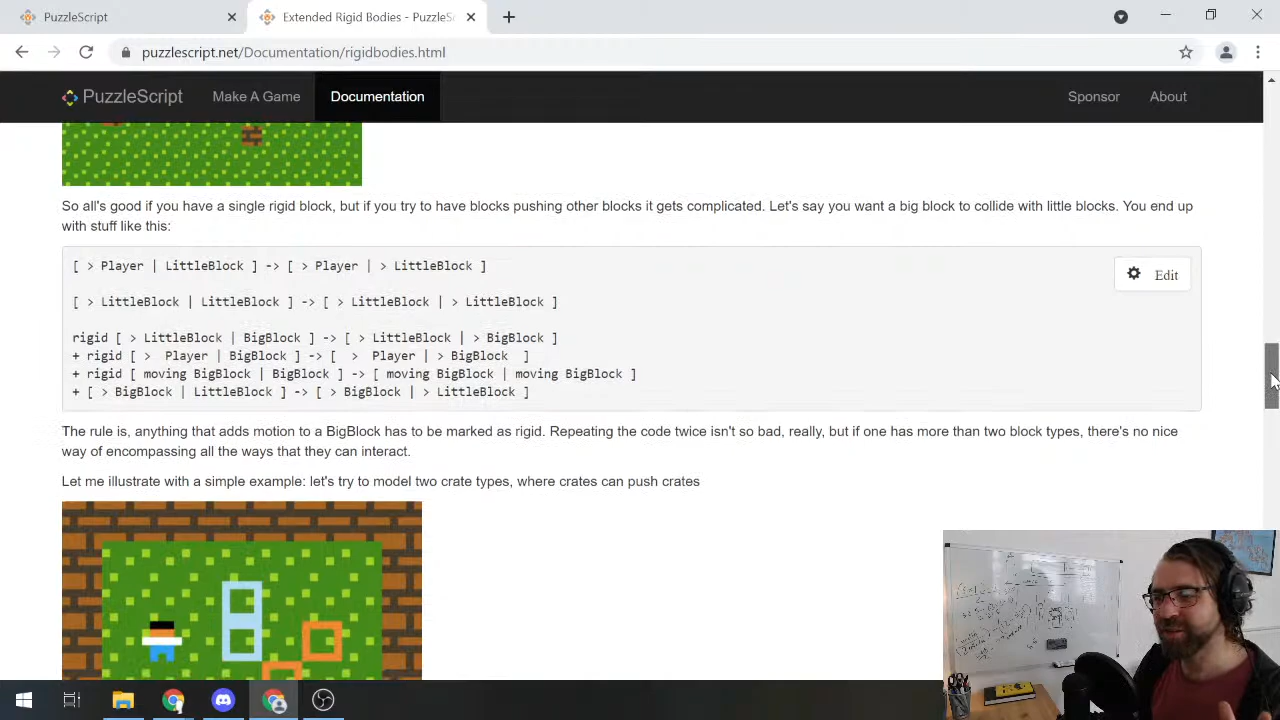 PuzzleScript
Extended Rigid Bodies - PuzzleSc
puzzlescript.net/Documentation/rigidbodies.html
PuzzleScript Make A Game Documentation Sponsor About
So all's good if you have a single rigid block, but if you try to have blocks pushing other blocks it gets complicated. Let's say you want a big block to collide with little blocks. You end up
with stuff like this:
[ > Player | LittleBlock ] -> [ > Player | > LittleBlock ]
Edit
[ > LittleBlock | LittleBlock ] -> [ > LittleBlock | > LittleBlock ]
rigid [ > LittleBlock | BigBlock ] -> [ > LittleBlock | > BigBlock ]
+ rigid [ >  Player | BigBlock ] -> [  >  Player | > BigBlock  ]
+ rigid [ moving BigBlock | BigBlock ] -> [ moving BigBlock | moving BigBlock ]
+ [ > BigBlock | LittleBlock ] -> [ > BigBlock | > LittleBlock ]
The rule is, anything that adds motion to a BigBlock has to be marked as rigid. Repeating the code twice isn't so bad, really, but if one has more than two block types, there's no nice
way of encompassing all the ways that they can interact.
Let me illustrate with a simple example: let's try to model two crate types, where crates can push crates